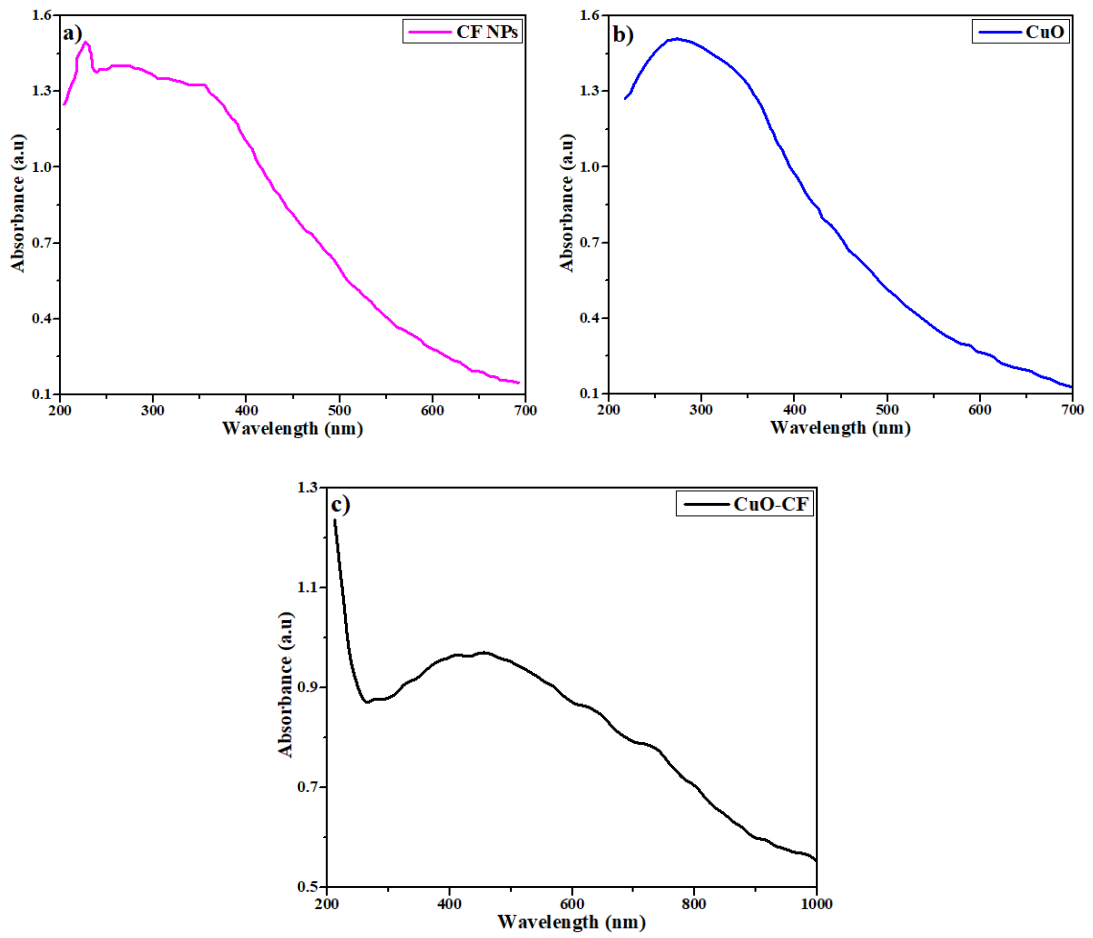 a)
CF NPs
1.6
1.3
1.0
0.7
0.4
0.1
200 300 400 500 600 700
Absorbance (a.u)
Wavelength (nm)
b)
CuO
1.6
1.3
1.0
0.7
0.4
0.1
200 300 400 500 600 700
Absorbance (a.u)
Wavelength (nm)
c)
CuO-CF
1.3
1.1
0.9
0.7
0.5
200 400 600 800 1000
Absorbance (a.u)
Wavelength (nm)